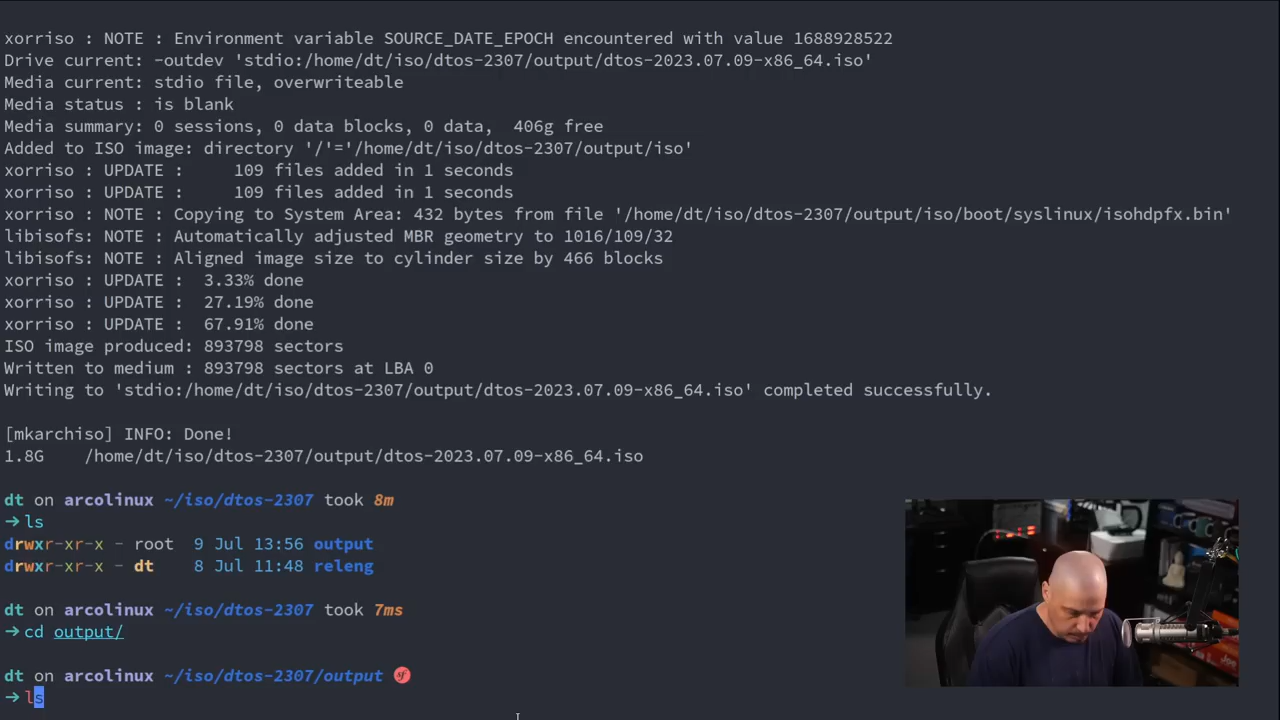 xorriso : NOTE : Environment variable SOURCE_DATE_EPOCH encountered with value 1688928522
Drive current: -outdev 'stdio:/home/dt/iso/dtos-2307/output/dtos-2023.07.09-x86_64.iso'
Media current: stdio file, overwriteable
Media status : is blank
Media summary: 0 sessions, 0 data blocks, 0 data,  406g free
Added to ISO image: directory '/'='/home/dt/iso/dtos-2307/output/iso'
xorriso : UPDATE :     109 files added in 1 seconds
xorriso : UPDATE :     109 files added in 1 seconds
xorriso : NOTE : Copying to System Area: 432 bytes from file '/home/dt/iso/dtos-2307/output/iso/boot/syslinux/isohdpfx.bin'
libisofs: NOTE : Automatically adjusted MBR geometry to 1016/109/32
libisofs: NOTE : Aligned image size to cylinder size by 466 blocks
xorriso : UPDATE :  3.33% done
xorriso : UPDATE :  27.19% done
xorriso : UPDATE :  67.91% done
ISO image produced: 893798 sectors
Written to medium : 893798 sectors at LBA 0
Writing to 'stdio:/home/dt/iso/dtos-2307/output/dtos-2023.07.09-x86_64.iso' completed successfully.
[mkarchiso] INFO: Done!
1.8G    /home/dt/iso/dtos-2307/output/dtos-2023.07.09-x86_64.iso
dt on arcolinux ~/iso/dtos-2307 took 8m
→ ls
drwxr-xr-x - root  9 Jul 13:56 output
drwxr-xr-x - dt    8 Jul 11:48 releng
dt on arcolinux ~/iso/dtos-2307 took 7ms
→ cd output/
dt on arcolinux ~/iso/dtos-2307/output
→ ls